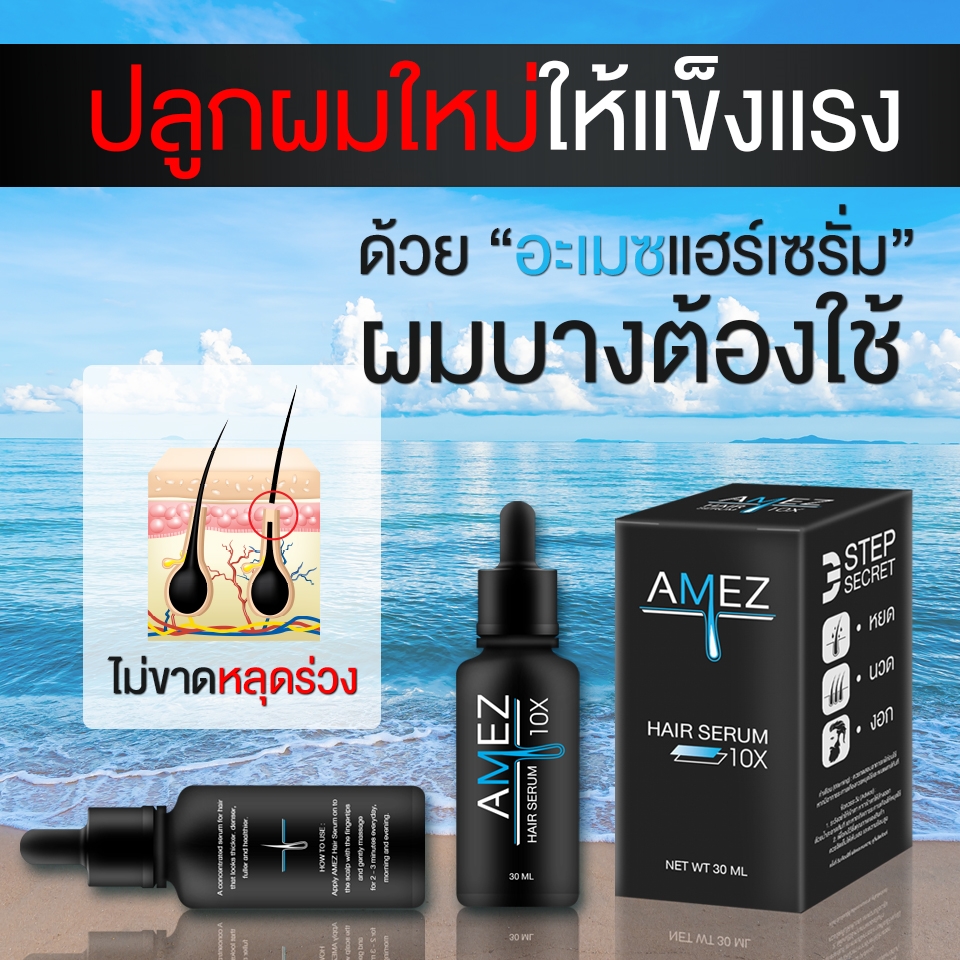 ปลูกผมใหม่ให้แข็งแรง
ด้วย “อะเมซแฮร์เซรั่ม”
ผมบางต้องใช้
ไม่ขาดหลุดร่วง
A concentrated serum for hair
that looks thicker, denser,
fuller and healthier.
HOW TO USE :
Apply AMEZ Hair Serum on to
the scalp with the fingertips
and gently massage
for 2 - 3 minutes everyday,
morning and evening.
AMEZ
HAIR SERUM 10X
30 ML
AMEZ
HAIR
SERUM 10X
AMEZ
HAIR SERUM
10X
NET WT 30 ML
3 STEP
SECRET
• หยด
• นวด
• งอก